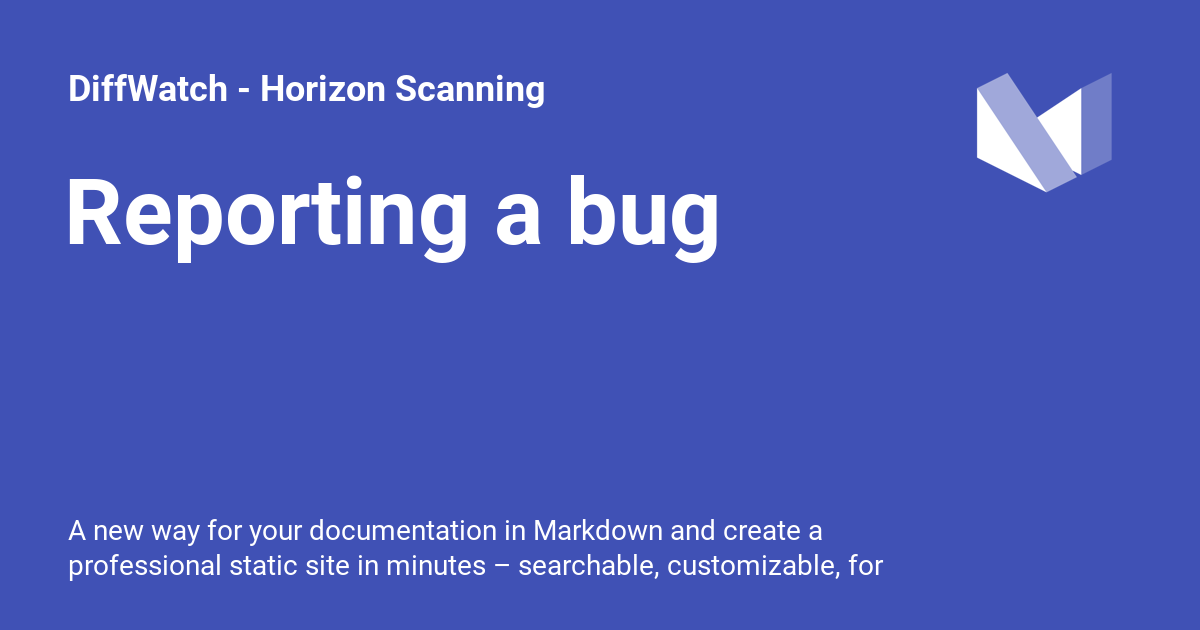 DiffWatch - Horizon Scanning
Reporting a bug
A new way for your documentation in Markdown and create a
professional static site in minutes – searchable, customizable, for